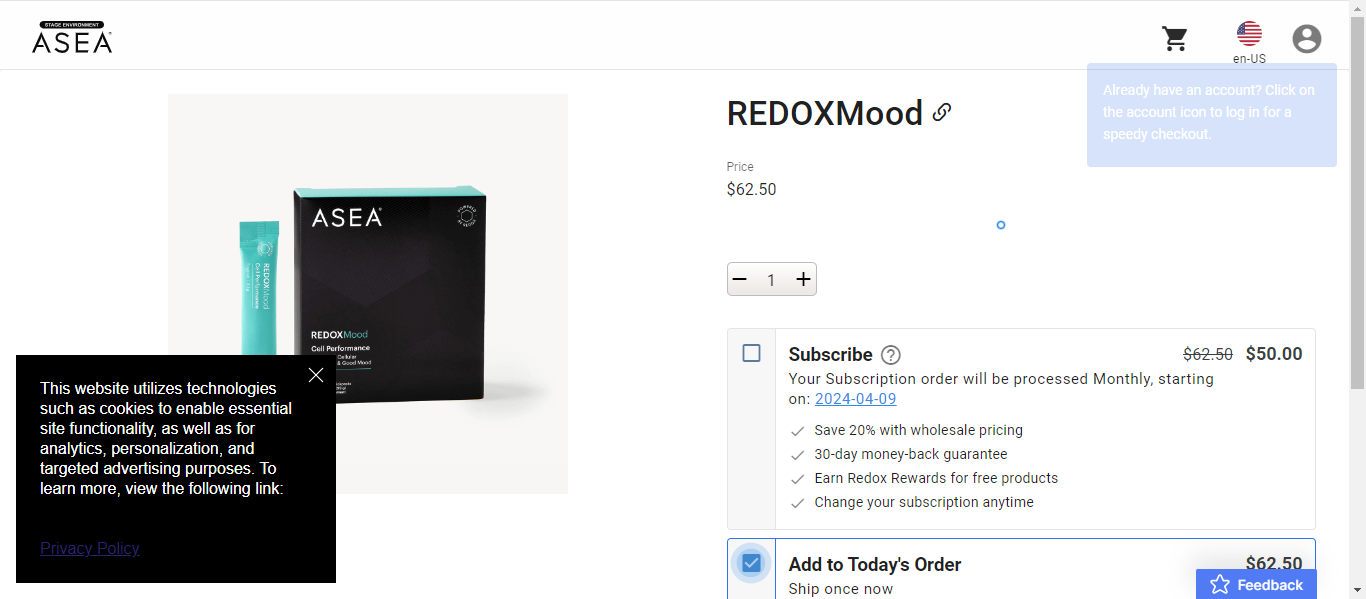 STAGE ENVIRONMENT
ASEA
en-US
Already have an account? Click on
the account icon to log in for a
speedy checkout.
REDOXMood
Price
$62.50
1
ASEA
REDOXMood
Cell Performance
REDOXMood
Cell Performance
Cellular
& Good Mood
Subscribe
$62.50 $50.00
Your Subscription order will be processed Monthly, starting
on: 2024-04-09
Save 20% with wholesale pricing
30-day money-back guarantee
Earn Redox Rewards for free products
Change your subscription anytime
Add to Today's Order
$62.50
Ship once now
Feedback
This website utilizes technologies
such as cookies to enable essential
site functionality, as well as for
analytics, personalization, and
targeted advertising purposes. To
learn more, view the following link:
Privacy Policy